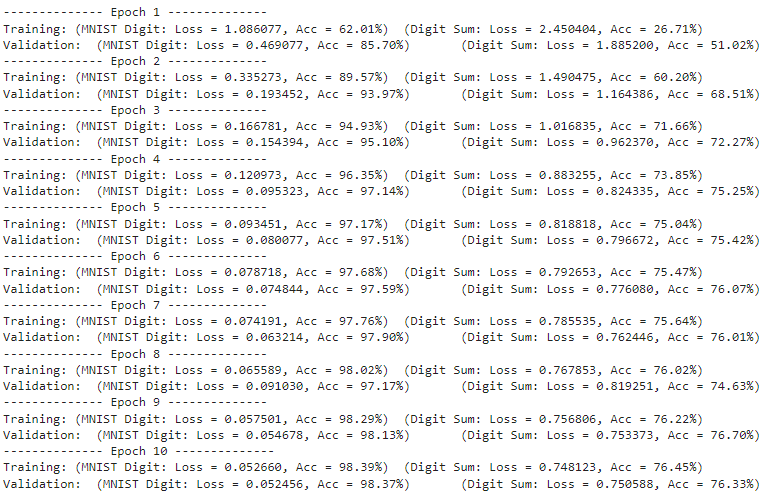 ------------- Epoch 1 -------------
Training: (MNIST Digit: Loss = 1.086077, Acc = 62.01%)  (Digit Sum: Loss = 2.450404, Acc = 26.71%)
Validation:  (MNIST Digit: Loss = 0.469077, Acc = 85.70%)       (Digit Sum: Loss = 1.885200, Acc = 51.02%)
------------- Epoch 2 -------------
Training: (MNIST Digit: Loss = 0.335273, Acc = 89.57%)  (Digit Sum: Loss = 1.490475, Acc = 60.20%)
Validation:  (MNIST Digit: Loss = 0.193452, Acc = 93.97%)       (Digit Sum: Loss = 1.164386, Acc = 68.51%)
------------- Epoch 3 -------------
Training: (MNIST Digit: Loss = 0.166781, Acc = 94.93%)  (Digit Sum: Loss = 1.016835, Acc = 71.66%)
Validation:  (MNIST Digit: Loss = 0.154394, Acc = 95.10%)       (Digit Sum: Loss = 0.962370, Acc = 72.27%)
------------- Epoch 4 -------------
Training: (MNIST Digit: Loss = 0.120973, Acc = 96.35%)  (Digit Sum: Loss = 0.883255, Acc = 73.85%)
Validation:  (MNIST Digit: Loss = 0.095323, Acc = 97.14%)       (Digit Sum: Loss = 0.824335, Acc = 75.25%)
------------- Epoch 5 -------------
Training: (MNIST Digit: Loss = 0.093451, Acc = 97.17%)  (Digit Sum: Loss = 0.818818, Acc = 75.04%)
Validation:  (MNIST Digit: Loss = 0.080077, Acc = 97.51%)       (Digit Sum: Loss = 0.796672, Acc = 75.42%)
------------- Epoch 6 -------------
Training: (MNIST Digit: Loss = 0.078718, Acc = 97.68%)  (Digit Sum: Loss = 0.792653, Acc = 75.47%)
Validation:  (MNIST Digit: Loss = 0.074844, Acc = 97.59%)       (Digit Sum: Loss = 0.776080, Acc = 76.07%)
------------- Epoch 7 -------------
Training: (MNIST Digit: Loss = 0.074191, Acc = 97.76%)  (Digit Sum: Loss = 0.785535, Acc = 75.64%)
Validation:  (MNIST Digit: Loss = 0.063214, Acc = 97.90%)       (Digit Sum: Loss = 0.762446, Acc = 76.01%)
------------- Epoch 8 -------------
Training: (MNIST Digit: Loss = 0.065589, Acc = 98.02%)  (Digit Sum: Loss = 0.767853, Acc = 76.02%)
Validation:  (MNIST Digit: Loss = 0.091030, Acc = 97.17%)       (Digit Sum: Loss = 0.819251, Acc = 74.63%)
------------- Epoch 9 -------------
Training: (MNIST Digit: Loss = 0.057501, Acc = 98.29%)  (Digit Sum: Loss = 0.756806, Acc = 76.22%)
Validation:  (MNIST Digit: Loss = 0.054678, Acc = 98.13%)       (Digit Sum: Loss = 0.753373, Acc = 76.70%)
------------- Epoch 10 -------------
Training: (MNIST Digit: Loss = 0.052660, Acc = 98.39%)  (Digit Sum: Loss = 0.748123, Acc = 76.45%)
Validation:  (MNIST Digit: Loss = 0.052456, Acc = 98.37%)       (Digit Sum: Loss = 0.750588, Acc = 76.33%)